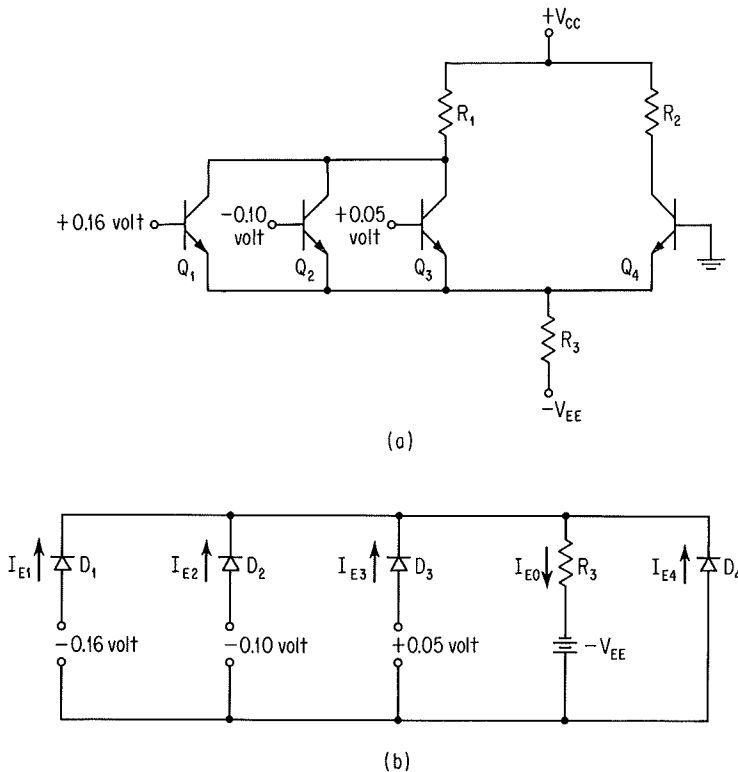 +V_CC
R_1
R_2
+0.16 volt
−0.10 volt
+0.05 volt
Q_1
Q_2
Q_3
Q_4
R_3
−V_EE
(a)
I_E1
D_1
I_E2
D_2
I_E3
D_3
I_E0
R_3
I_E4
D_4
−0.16 volt
−0.10 volt
+0.05 volt
−V_EE
(b)